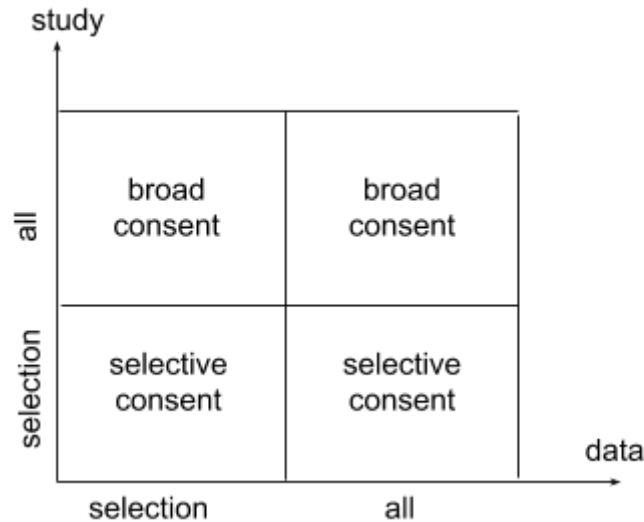 study
all
broad
consent
broad
consent
selection
selective
consent
selective
consent
data
selection
all